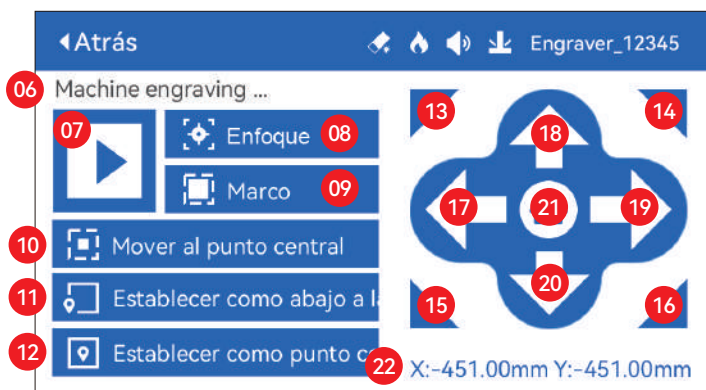 Atrás Engraver_12345
06 Machine engraving ...
07
Enfoque 08
Marco 09
10 Mover al punto central
11 Establecer como abajo a l
12 Establecer como punto c
13 14
18
17 21 19
20
15 16
22 X:-451.00mm Y:-451.00mm